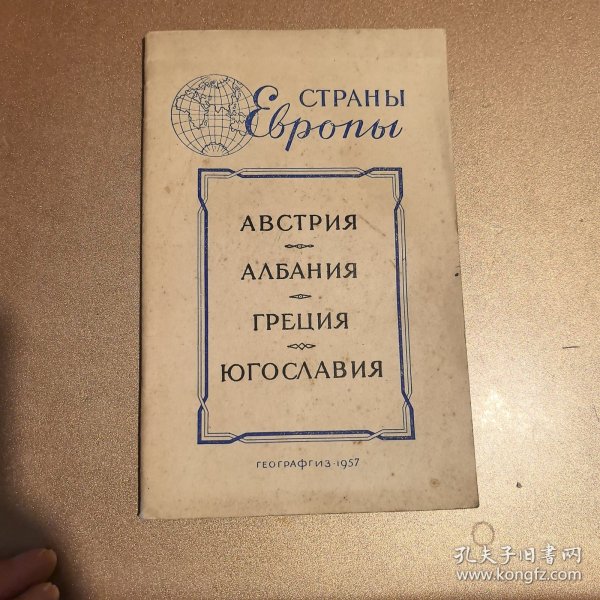 СТРАНЫ
Европы
АВСТРИЯ
АЛБАНИЯ
ГРЕЦИЯ
ЮГОСЛАВИЯ
ГЕОГРАФГИЗ·1957
孔夫子旧书网
www.kongfz.com